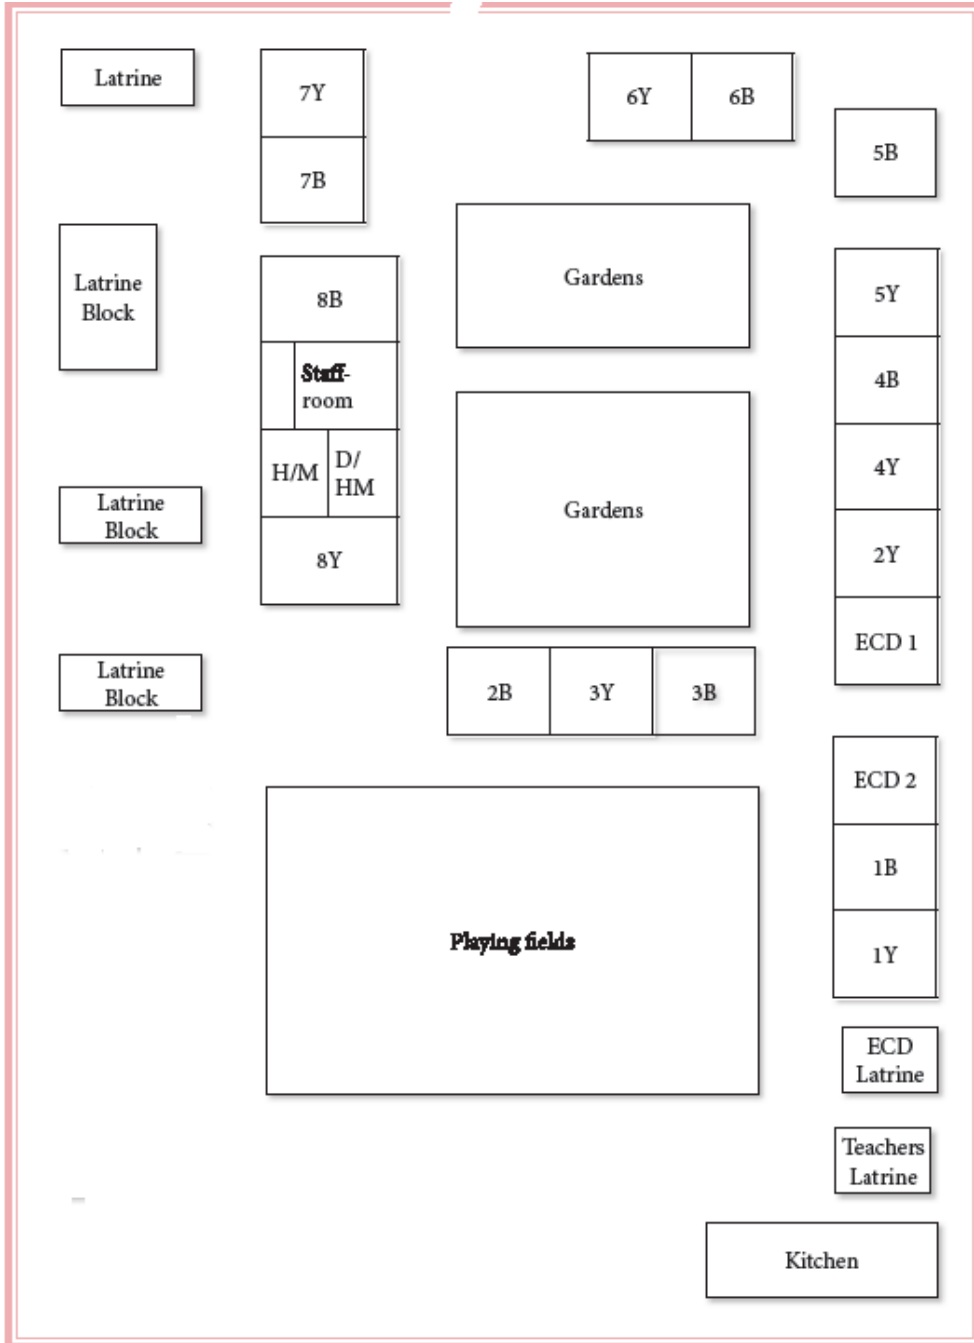 Latrine
7Y
7B
6Y
6B
5B
Latrine
Block
8B
Staff-
room
H/M
D/
HM
8Y
Gardens
Gardens
5Y
4B
4Y
2Y
ECD 1
Latrine
Block
Latrine
Block
2B
3Y
3B
ECD 2
1B
1Y
Playing fields
ECD
Latrine
Teachers
Latrine
Kitchen